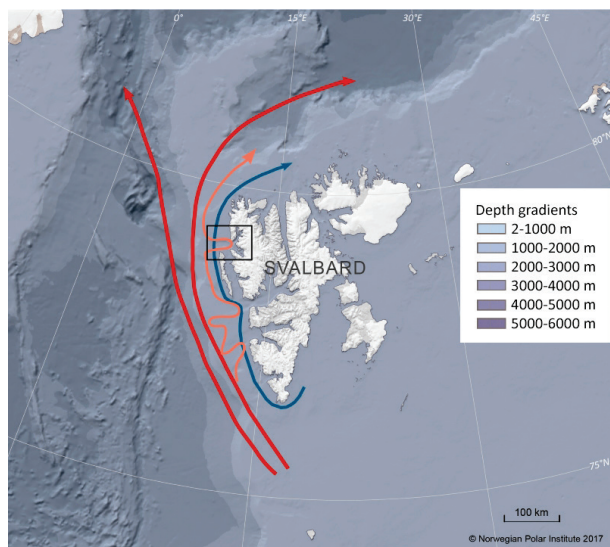 0°
15°E
30°E
45°E
80°N
Depth gradients
2-1000 m
1000-2000 m
2000-3000 m
3000-4000 m
4000-5000 m
5000-6000 m
SVALBARD
75°N
100 km
© Norwegian Polar Institute 2017